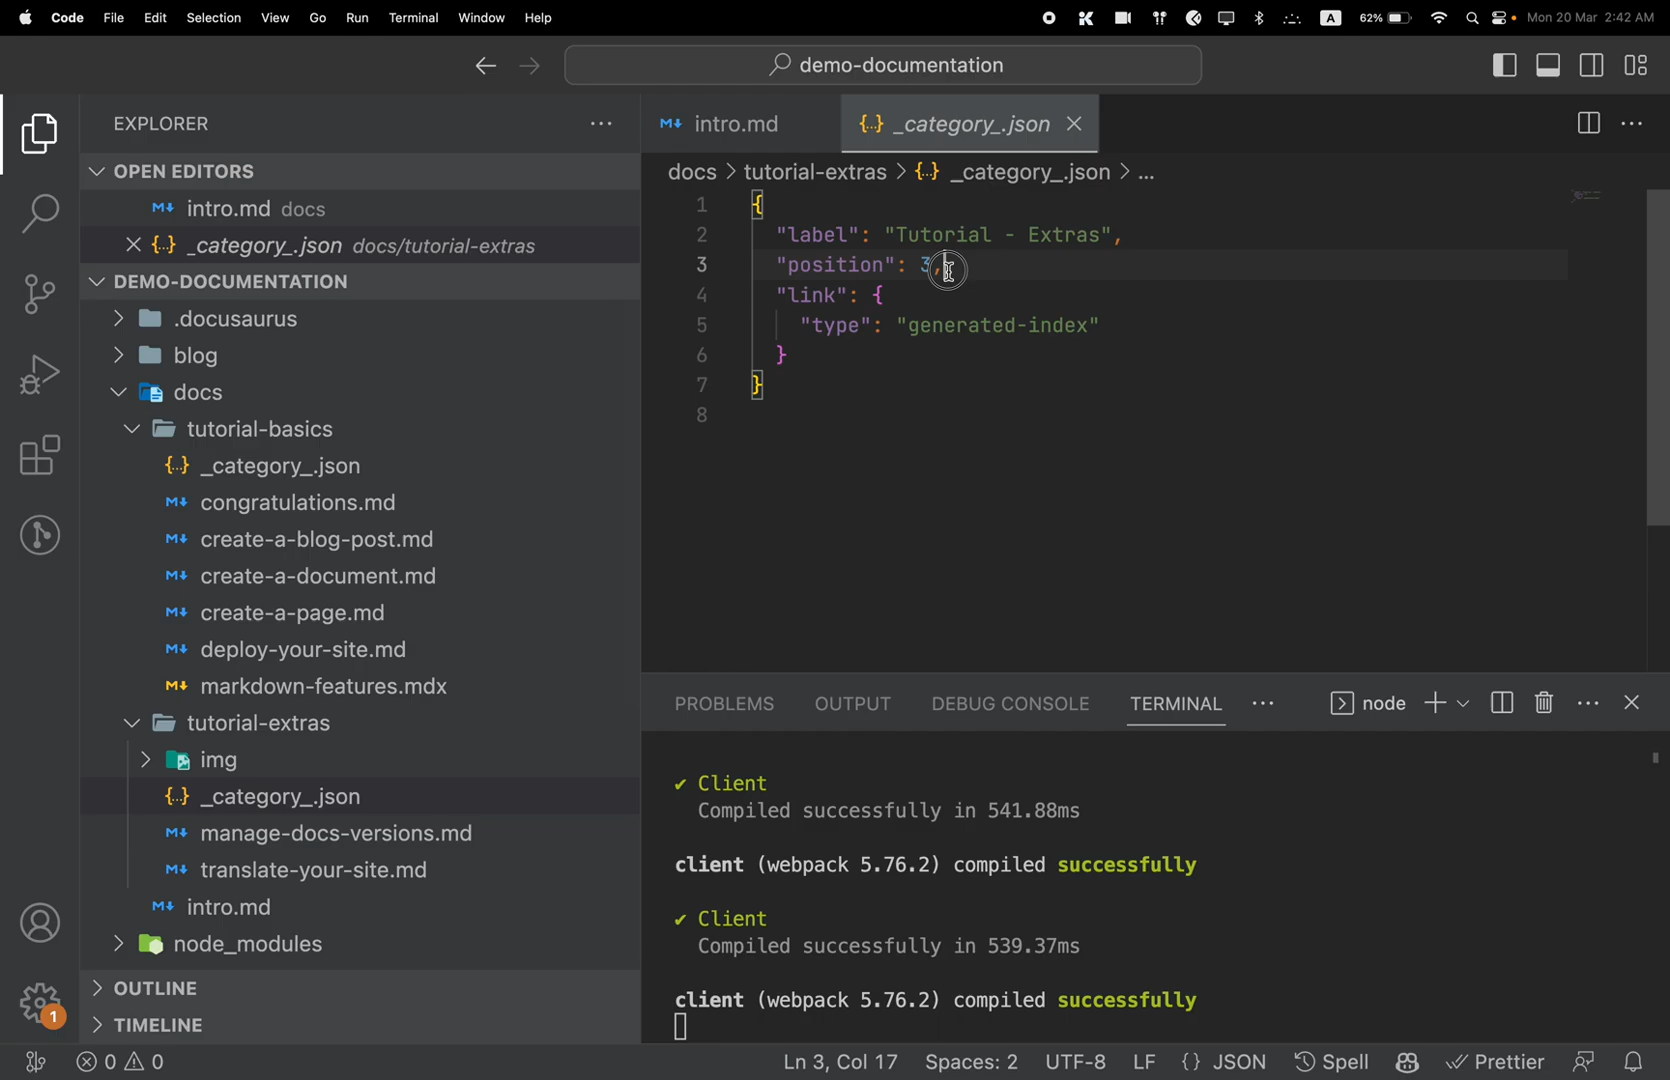 Code File Edit Selection View Go Run Terminal Window Help A 62% Mon 20 Mar 2:42 AM
demo-documentation
EXPLORER
OPEN EDITORS
intro.md docs
_category_.json docs/tutorial-extras
DEMO-DOCUMENTATION
.docusaurus
blog
docs
tutorial-basics
{..} _category_.json
congratulations.md
create-a-blog-post.md
create-a-document.md
create-a-page.md
deploy-your-site.md
markdown-features.mdx
tutorial-extras
img
{..} _category_.json
manage-docs-versions.md
translate-your-site.md
intro.md
node_modules
OUTLINE
TIMELINE
intro.md {..} _category_.json
docs > tutorial-extras > {..} _category_.json > ...
1 {
2 "label": "Tutorial - Extras",
3 "position": 3,
4 "link": {
5 "type": "generated-index"
6 }
7 }
8
PROBLEMS OUTPUT DEBUG CONSOLE TERMINAL ... node
✔ Client
Compiled successfully in 541.88ms
client (webpack 5.76.2) compiled successfully
✔ Client
Compiled successfully in 539.37ms
client (webpack 5.76.2) compiled successfully
1
0 0 Ln 3, Col 17 Spaces: 2 UTF-8 LF {} JSON Spell Prettier